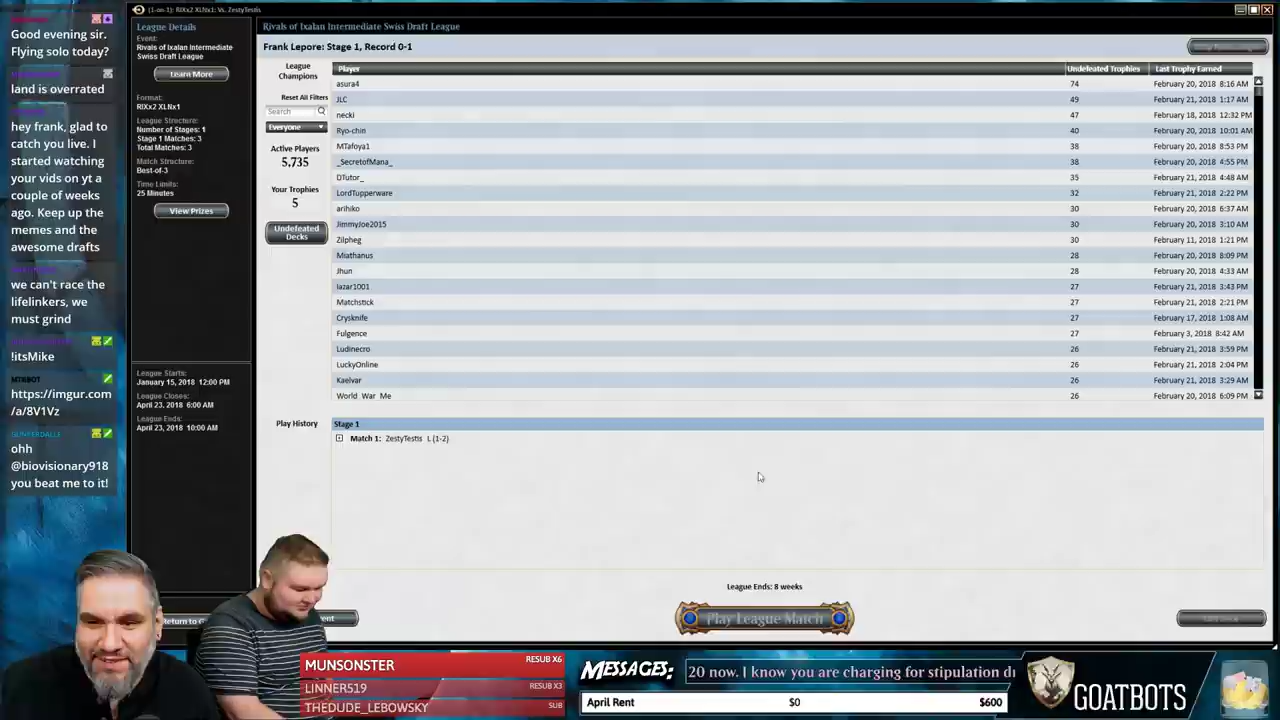 Good evening sir.
Flying solo today?
land is overrated
hey frank, glad to
catch you live. I
started watching
your vids on yt a
couple of weeks
ago. Keep up the
memes and the
awesome drafts
we can't race the
lifelinkers, we
must grind
!itsMike
MTRBOT
https://imgur.com
/a/8V1Vz
ohh
@biovisionary918
you beat me to it!
(1-on-1): RIXx2 XLNx1: Vs. ZestyTestis
League Details
Event:
Rivals of Ixalan Intermediate
Swiss Draft League
Learn More
Format:
RIXx2 XLNx1
League Structure:
Number of Stages: 1
Stage 1 Matches: 3
Total Matches: 3
Match Structure:
Best-of-3
Time Limits:
25 Minutes
View Prizes
League Starts:
January 15, 2018 12:00 PM
League Closes:
April 23, 2018 6:00 AM
League Ends:
April 23, 2018 10:00 AM
Rivals of Ixalan Intermediate Swiss Draft League
Frank Lepore: Stage 1, Record 0-1
League
Champions
Reset All Filters
Search
Everyone
Active Players
5,735
Your Trophies
5
Undefeated
Decks
Player Undefeated Trophies Last Trophy Earned
asura4 74 February 20, 2018 8:16 AM
JLC 49 February 21, 2018 1:17 AM
necki 47 February 18, 2018 12:32 PM
Ryo-chin 40 February 20, 2018 10:01 AM
MTafoya1 38 February 20, 2018 8:53 PM
_SecretofMana_ 38 February 20, 2018 4:55 PM
DTutor_ 35 February 21, 2018 4:48 AM
LordTupperware 32 February 21, 2018 2:22 PM
arihiko 30 February 20, 2018 6:37 AM
JimmyJoe2015 30 February 20, 2018 3:10 AM
Zilpheg 30 February 11, 2018 1:21 PM
Miathanus 28 February 20, 2018 8:09 PM
Jhun 28 February 20, 2018 4:33 AM
lazar1001 27 February 21, 2018 3:43 PM
Matchstick 27 February 21, 2018 2:21 PM
Crysknife 27 February 17, 2018 1:08 AM
Fulgence 27 February 3, 2018 8:42 AM
Ludinecro 26 February 21, 2018 3:59 PM
LuckyOnline 26 February 21, 2018 2:04 PM
Kaelvar 26 February 21, 2018 3:29 AM
World War Me 26 February 20, 2018 6:09 PM
Play History
Stage 1
Match 1: ZestyTestis L (1-2)
League Ends: 8 weeks
Play League Match
Return to G
ent
MUNSONSTER RESUB X6
LINNER519 RESUB X3
THEDUDE_LEBOWSKY SUB
MESSAGES:
20 now. I know you are charging for stipulation dr
April Rent $0 $600
GOATBOTS